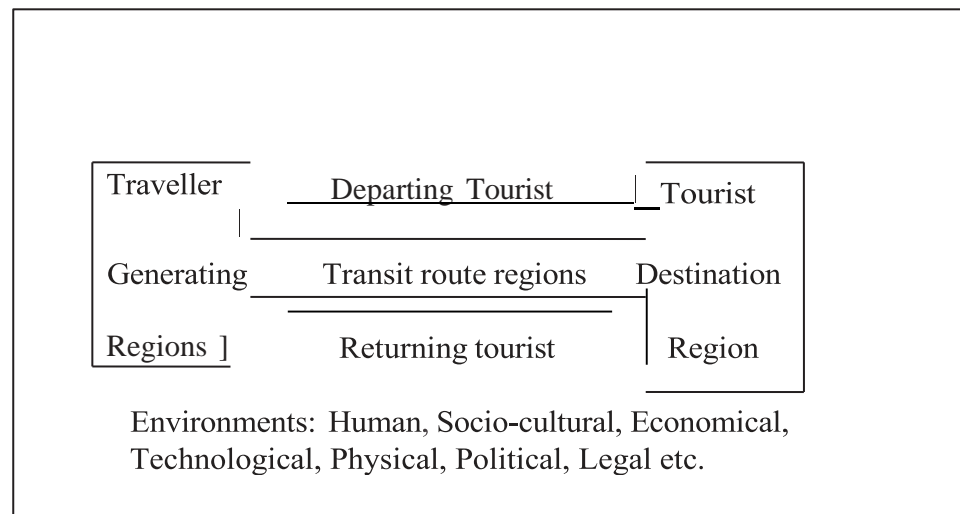 Traveller Departing Tourist Tourist
Generating Transit route regions Destination
Regions ] Returning tourist Region
Environments: Human, Socio-cultural, Economical,
Technological, Physical, Political, Legal etc.